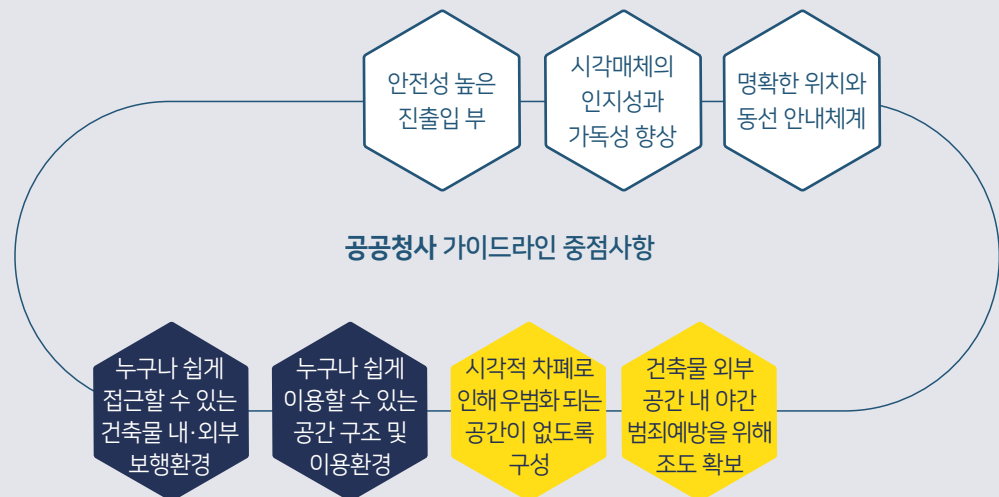 안전성 높은
진출입 부
시각매체의
인지성과
가독성 향상
명확한 위치와
동선 안내체계
공공청사 가이드라인 중점사항
누구나 쉽게
접근할 수 있는
건축물 내·외부
보행환경
누구나 쉽게
이용할 수 있는
공간 구조 및
이용환경
시각적 차폐로
인해 우범화 되는
공간이 없도록
구성
건축물 외부
공간 내 야간
범죄예방을 위해
조도 확보